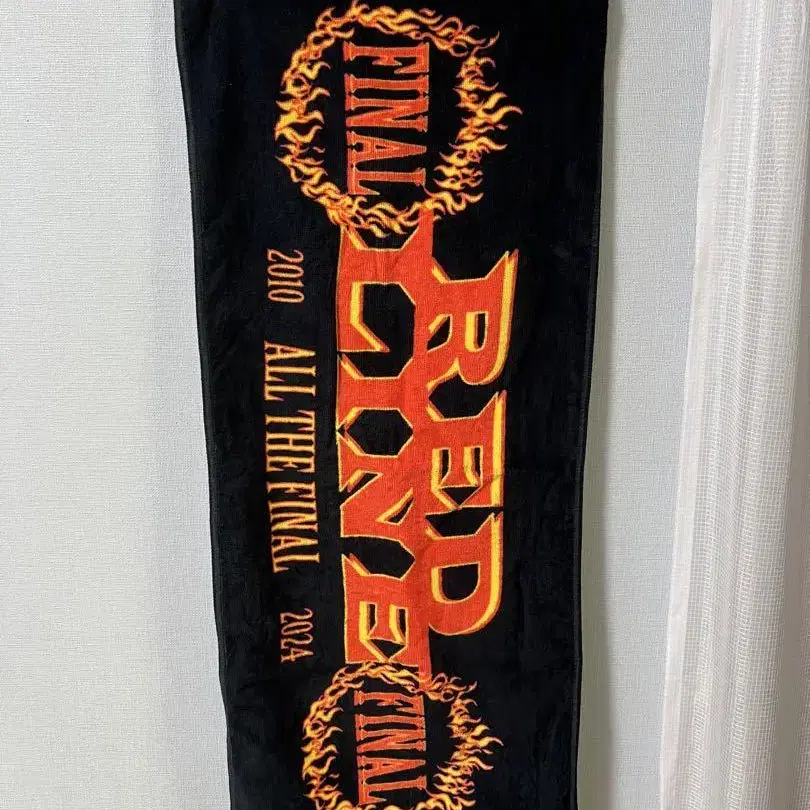 FINAL
RED
LINE
2010 ALL THE FINAL 2024
FINAL